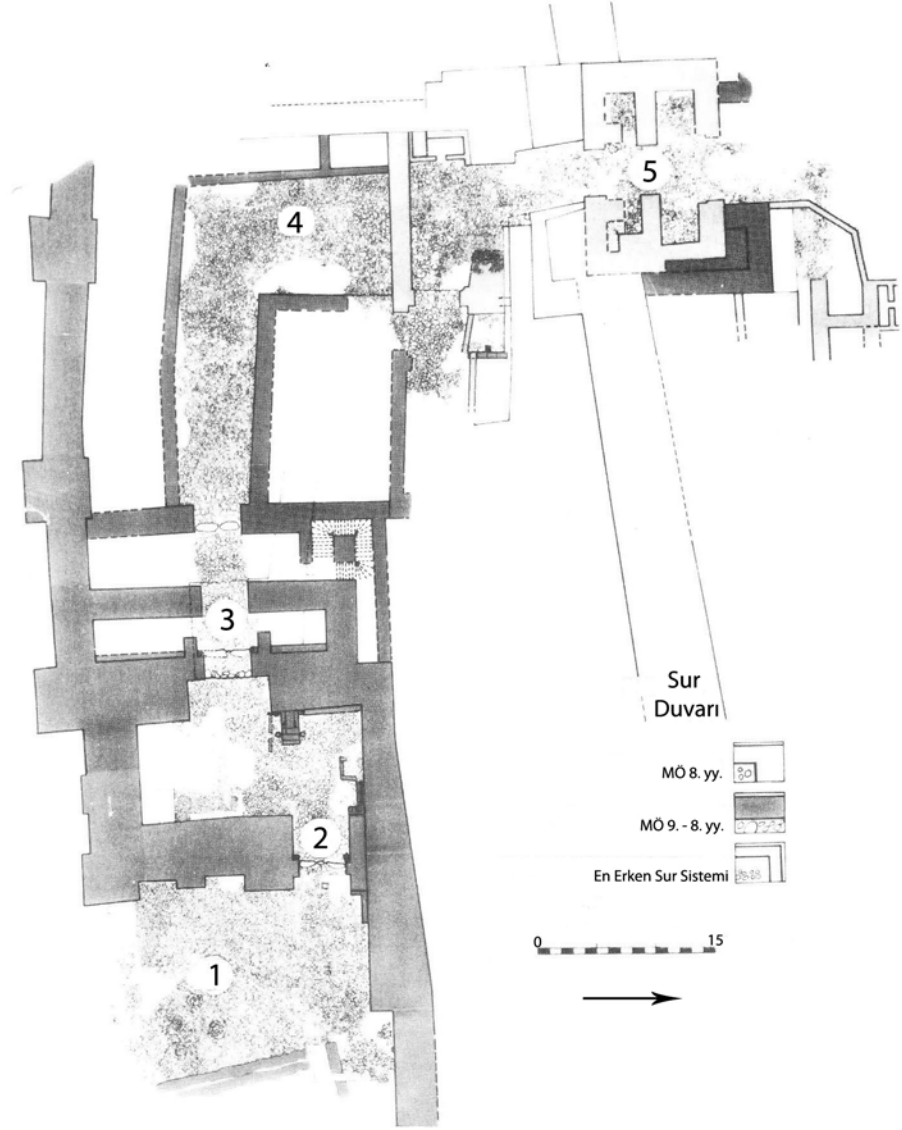 5
4
3
Sur
Duvarı
MÖ 8. yy.
2
MÖ 9. - 8. yy.
En Erken Sur Sistemi
0 15
1